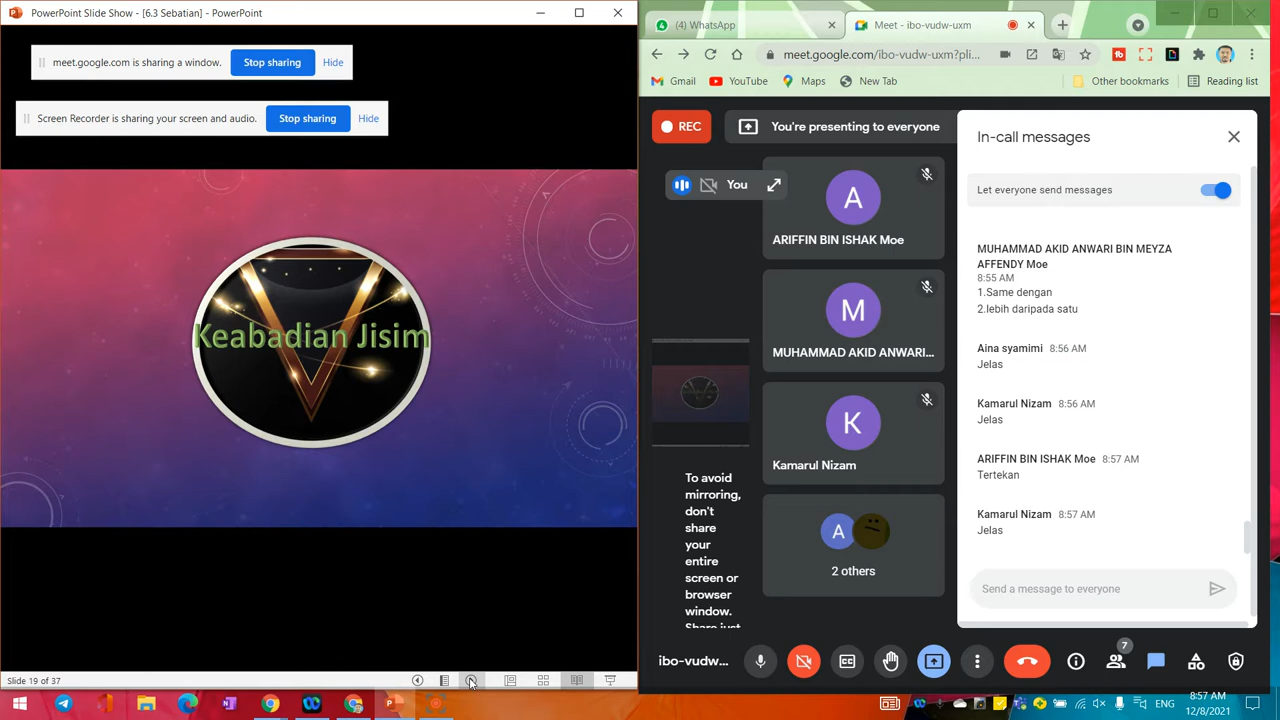 PowerPoint Slide Show - [6.3 Sebatian] - PowerPoint
meet.google.com is sharing a window.
Stop sharing
Hide
Screen Recorder is sharing your screen and audio.
Stop sharing
Hide
Keabadian Jisim
Slide 19 of 37
(4) WhatsApp
Meet - ibo-vudw-uxm
meet.google.com/ibo-vudw-uxm?pli...
Gmail
YouTube
Maps
New Tab
Other bookmarks
Reading list
REC
You're presenting to everyone
You
A
ARIFFIN BIN ISHAK Moe
M
MUHAMMAD AKID ANWARI...
K
Kamarul Nizam
A
2 others
To avoid
mirroring,
don't
share
your
entire
screen or
browser
window.
Share just
In-call messages
Let everyone send messages
MUHAMMAD AKID ANWARI BIN MEYZA
AFFENDY Moe
8:55 AM
1.Same dengan
2.lebih daripada satu
Aina syamimi 8:56 AM
Jelas
Kamarul Nizam 8:56 AM
Jelas
ARIFFIN BIN ISHAK Moe 8:57 AM
Tertekan
Kamarul Nizam 8:57 AM
Jelas
Send a message to everyone
ibo-vudw...
7
8:57 AM
12/8/2021